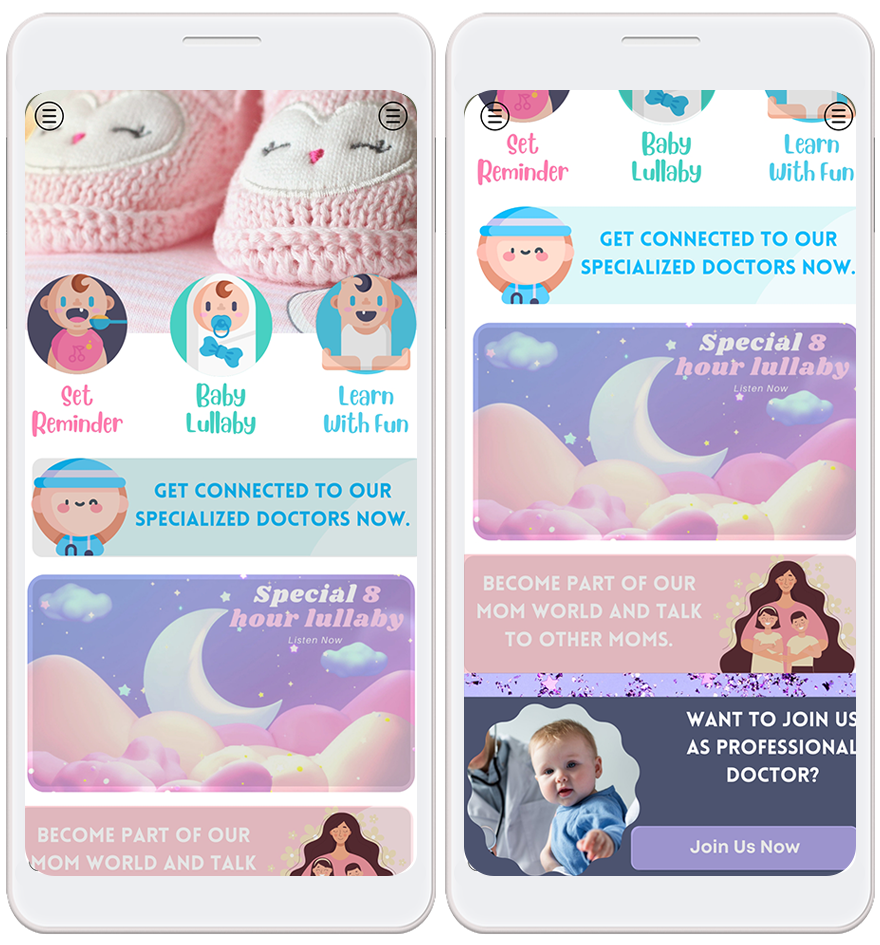 Set
Reminder
Baby
Lullaby
Learn
With Fun
GET CONNECTED TO OUR
SPECIALIZED DOCTORS NOW.
Special 8
hour lullaby
Listen Now
BECOME PART OF OUR
MOM WORLD AND TALK
Set
Reminder
Baby
Lullaby
Learn
With Fun
GET CONNECTED TO OUR
SPECIALIZED DOCTORS NOW.
Special 8
hour lullaby
Listen Now
BECOME PART OF OUR
MOM WORLD AND TALK
TO OTHER MOMS.
WANT TO JOIN US
AS PROFESSIONAL
DOCTOR?
Join Us Now